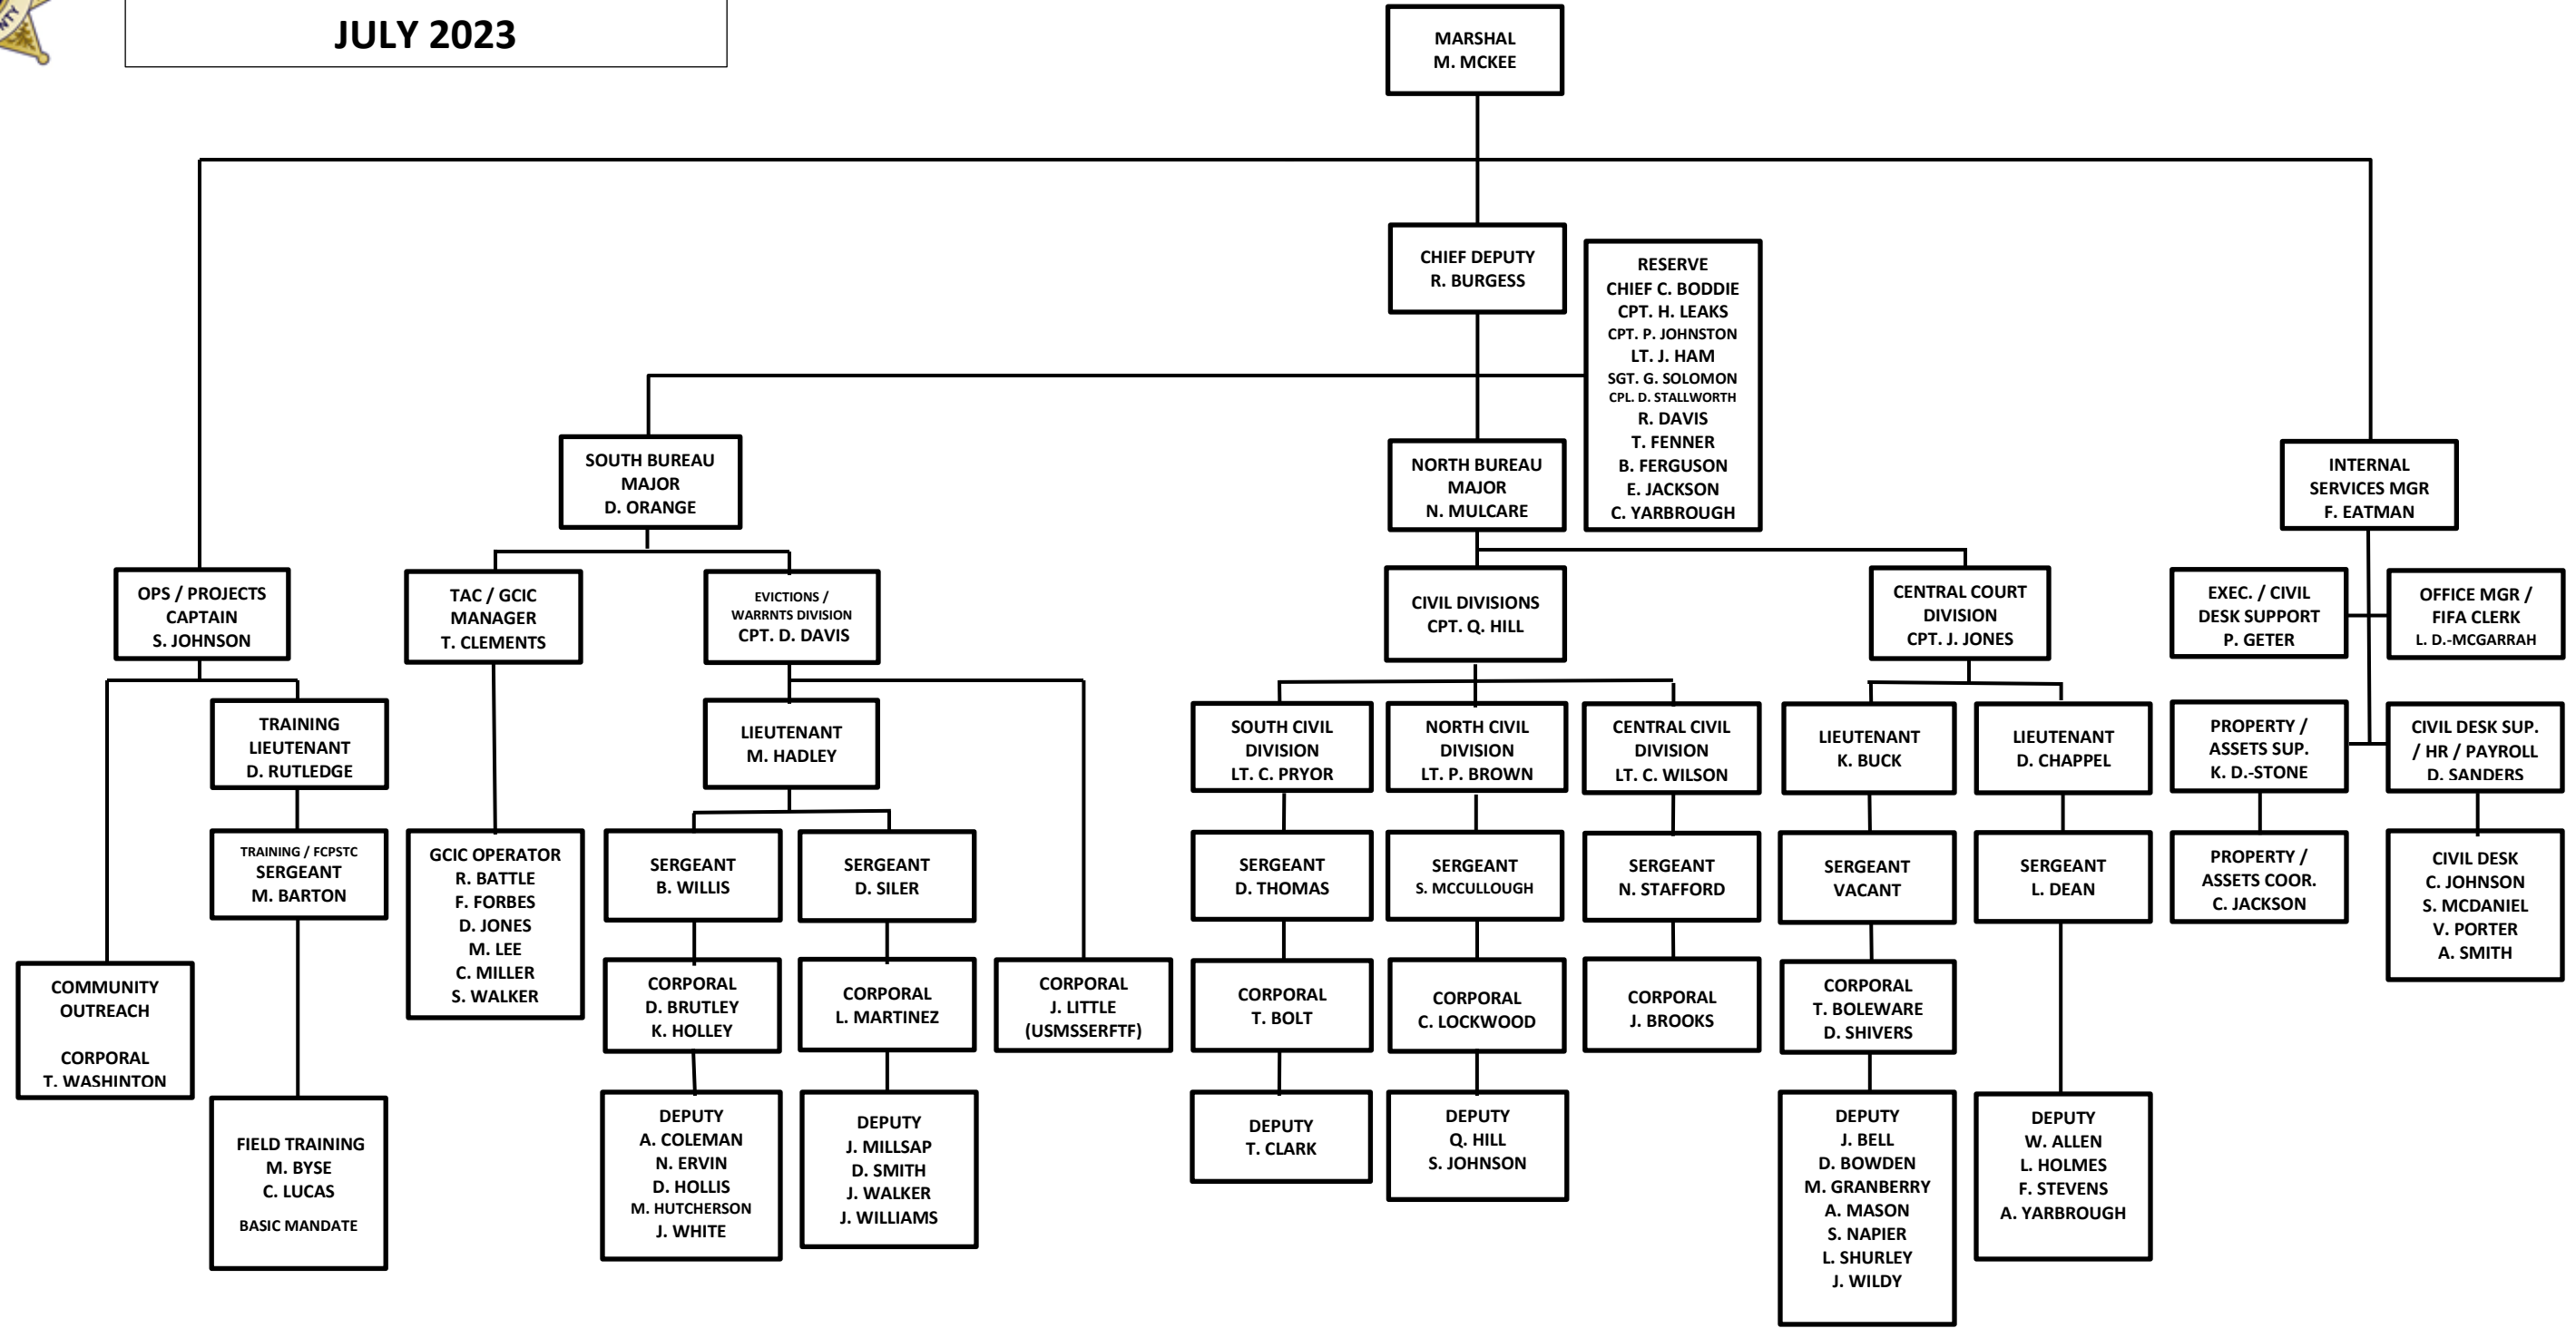 NTY
JULY 2023
MARSHAL
M. MCKEE
CHIEF DEPUTY
R. BURGESS
RESERVE
CHIEF C. BODDIE
CPT. H. LEAKS
CPT. P. JOHNSTON
LT. J. HAM
SGT. G. SOLOMON
CPL. D. STALLWORTH
R. DAVIS
T. FENNER
B. FERGUSON
E. JACKSON
C. YARBROUGH
SOUTH BUREAU
MAJOR
D. ORANGE
NORTH BUREAU
MAJOR
N. MULCARE
INTERNAL
SERVICES MGR
F. EATMAN
OPS / PROJECTS
CAPTAIN
S. JOHNSON
TAC / GCIC
MANAGER
T. CLEMENTS
EVICTIONS /
WARRNTS DIVISION
CPT. D. DAVIS
CIVIL DIVISIONS
CPT. Q. HILL
CENTRAL COURT
DIVISION
CPT. J. JONES
EXEC. / CIVIL
DESK SUPPORT
P. GETER
OFFICE MGR /
FIFA CLERK
L. D.-MCGARRAH
TRAINING
LIEUTENANT
D. RUTLEDGE
LIEUTENANT
M. HADLEY
SOUTH CIVIL
DIVISION
LT. C. PRYOR
NORTH CIVIL
DIVISION
LT. P. BROWN
CENTRAL CIVIL
DIVISION
LT. C. WILSON
LIEUTENANT
K. BUCK
LIEUTENANT
D. CHAPPEL
PROPERTY /
ASSETS SUP.
K. D.-STONE
CIVIL DESK SUP.
/ HR / PAYROLL
D. SANDERS
TRAINING / FCPSTC
SERGEANT
M. BARTON
GCIC OPERATOR
R. BATTLE
F. FORBES
D. JONES
M. LEE
C. MILLER
S. WALKER
SERGEANT
B. WILLIS
SERGEANT
D. SILER
SERGEANT
D. THOMAS
SERGEANT
S. MCCULLOUGH
SERGEANT
N. STAFFORD
SERGEANT
VACANT
SERGEANT
L. DEAN
PROPERTY /
ASSETS COOR.
C. JACKSON
CIVIL DESK
C. JOHNSON
S. MCDANIEL
V. PORTER
A. SMITH
COMMUNITY
OUTREACH
CORPORAL
T. WASHINTON
CORPORAL
D. BRUTLEY
K. HOLLEY
CORPORAL
L. MARTINEZ
CORPORAL
J. LITTLE
(USMSSERFTF)
CORPORAL
T. BOLT
CORPORAL
C. LOCKWOOD
CORPORAL
J. BROOKS
CORPORAL
T. BOLEWARE
D. SHIVERS
FIELD TRAINING
M. BYSE
C. LUCAS
BASIC MANDATE
DEPUTY
A. COLEMAN
N. ERVIN
D. HOLLIS
M. HUTCHERSON
J. WHITE
DEPUTY
J. MILLSAP
D. SMITH
J. WALKER
J. WILLIAMS
DEPUTY
T. CLARK
DEPUTY
Q. HILL
S. JOHNSON
DEPUTY
J. BELL
D. BOWDEN
M. GRANBERRY
A. MASON
S. NAPIER
L. SHURLEY
J. WILDY
DEPUTY
W. ALLEN
L. HOLMES
F. STEVENS
A. YARBROUGH